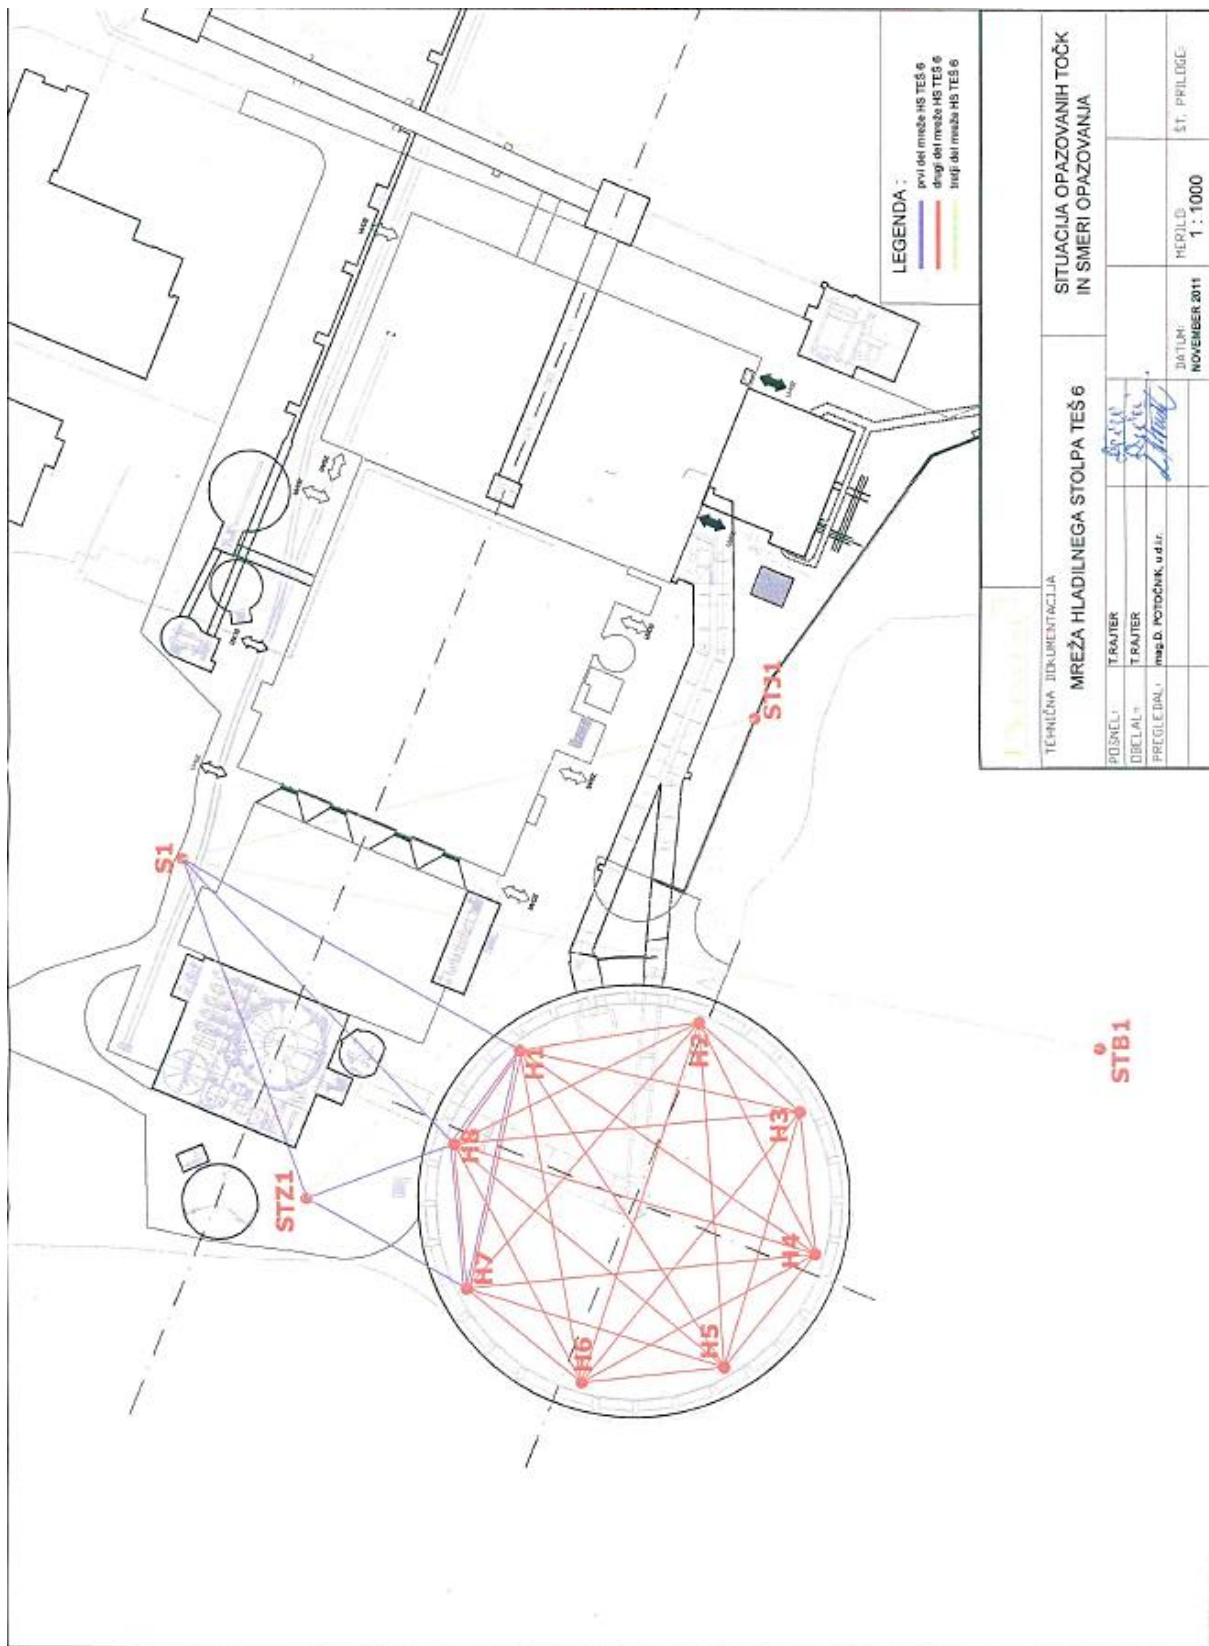 LEGENDA :
prvi del mreže HS TEŠ 6
drugi del mreže HS TEŠ 6
tretji del mreže HS TEŠ 6
S1
STZ1
STJ1
STB1
H1
H2
H3
H4
H5
H6
H7
H8
TEHNIČNA DOKUMENTACIJA
MREŽA HLADILNEGA STOLPA TEŠ 6
SITUACIJA OPAZOVANIH TOČK
IN SMERI OPAZOVANJA
POSNEL: T.RAJTER
OBDELAL: T.RAJTER
PREGLEDAL: mag.D. POTOČNIK, u.d.i.r.
DATUM: NOVEMBER 2011
MERILO: 1 : 1000
ŠT. PRILOGE: